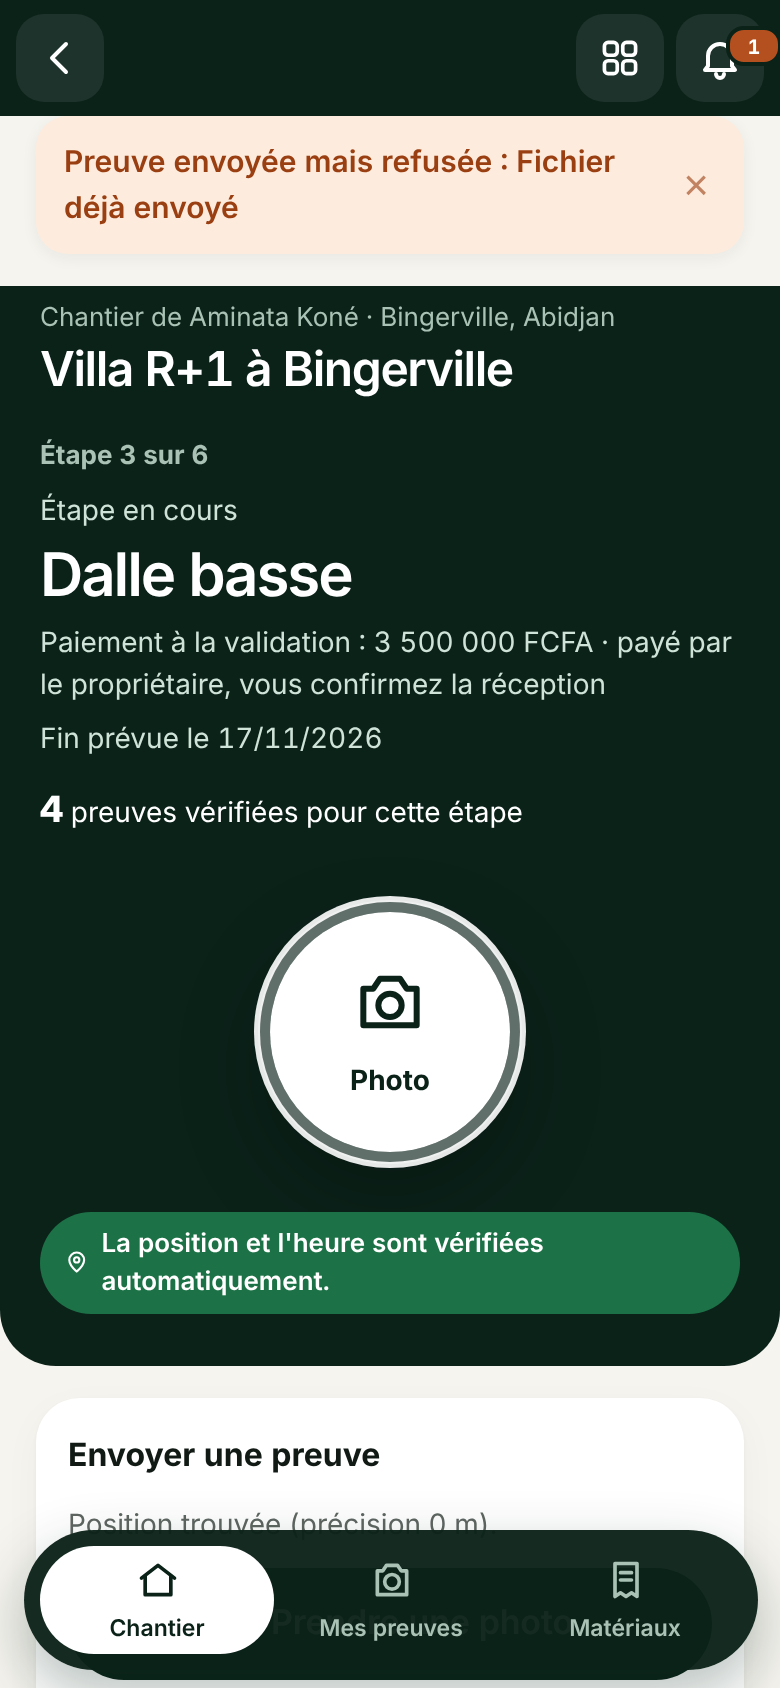 1
Preuve envoyée mais refusée : Fichier
déjà envoyé
Chantier de Aminata Koné · Bingerville, Abidjan
Villa R+1 à Bingerville
Étape 3 sur 6
Étape en cours
Dalle basse
Paiement à la validation : 3 500 000 FCFA · payé par
le propriétaire, vous confirmez la réception
Fin prévue le 17/11/2026
4 preuves vérifiées pour cette étape
Photo
La position et l'heure sont vérifiées
automatiquement.
Envoyer une preuve
Position trouvée (précision 0 m)
Prendre une photo
Chantier
Mes preuves
Matériaux